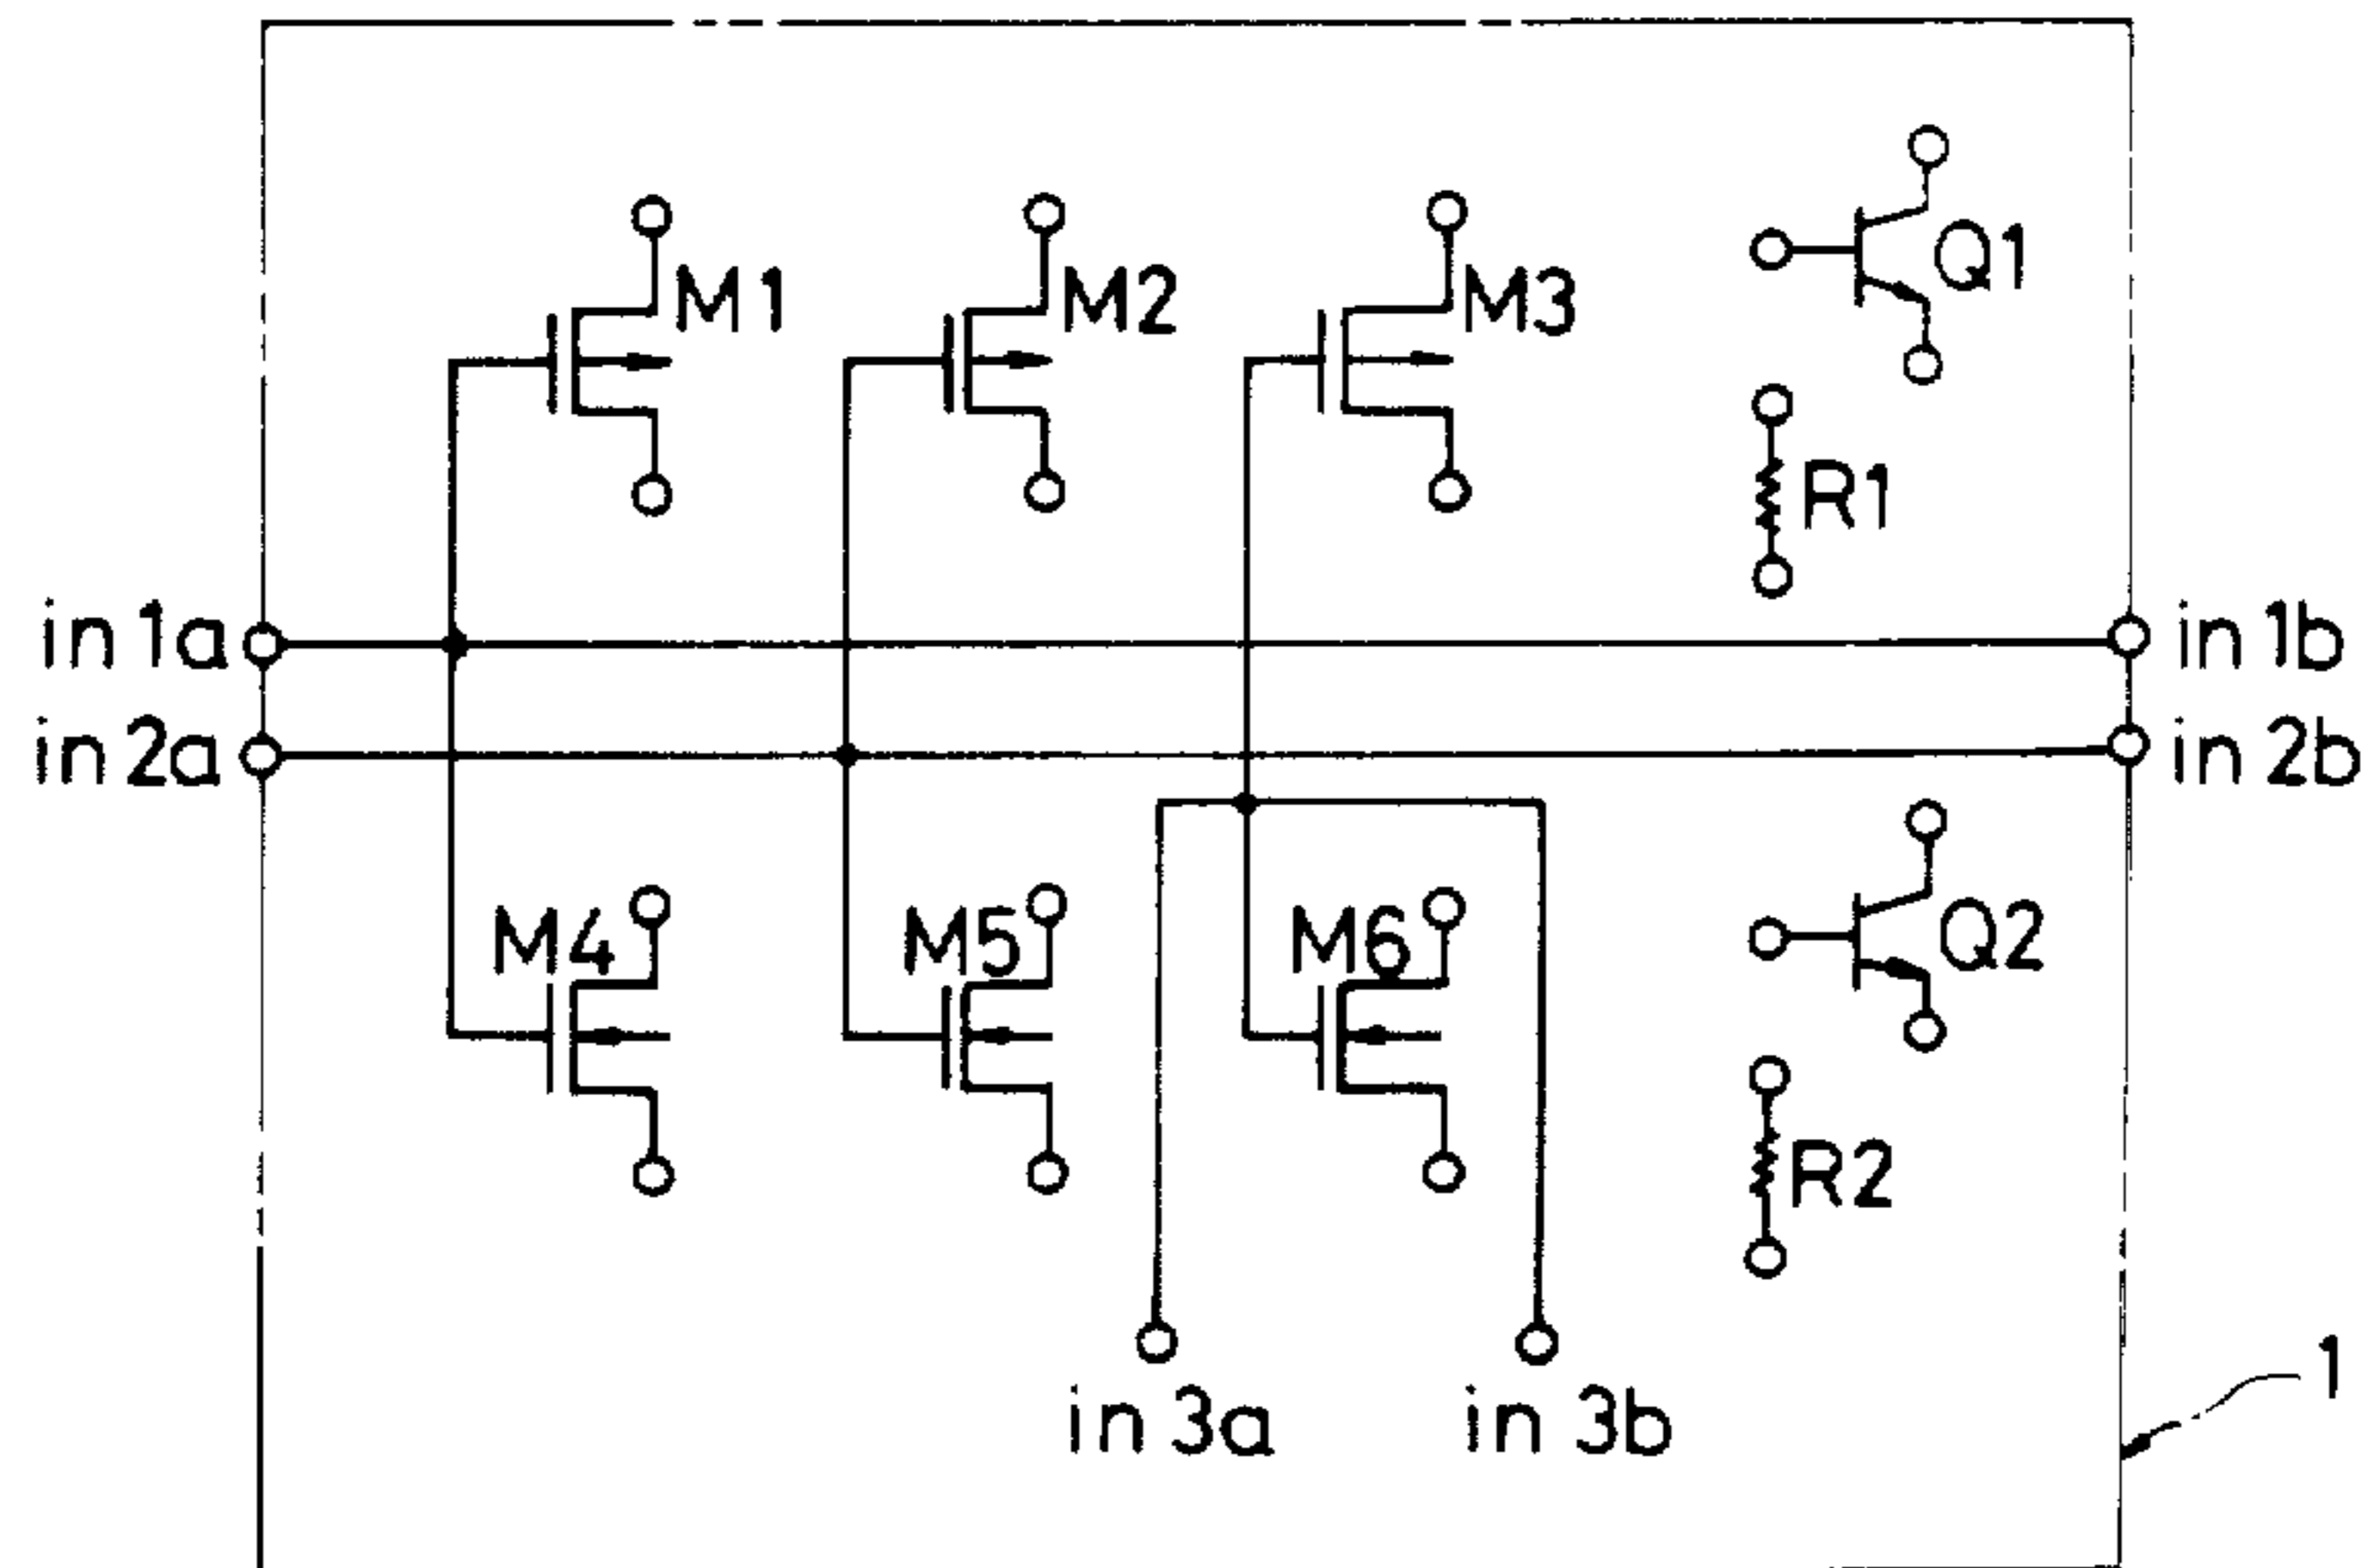 Q1
M1
M2
M3
R1
in 1a
in 1b
in 2a
in 2b
M4
M5
M6
Q2
R2
1
in 3a
in 3b